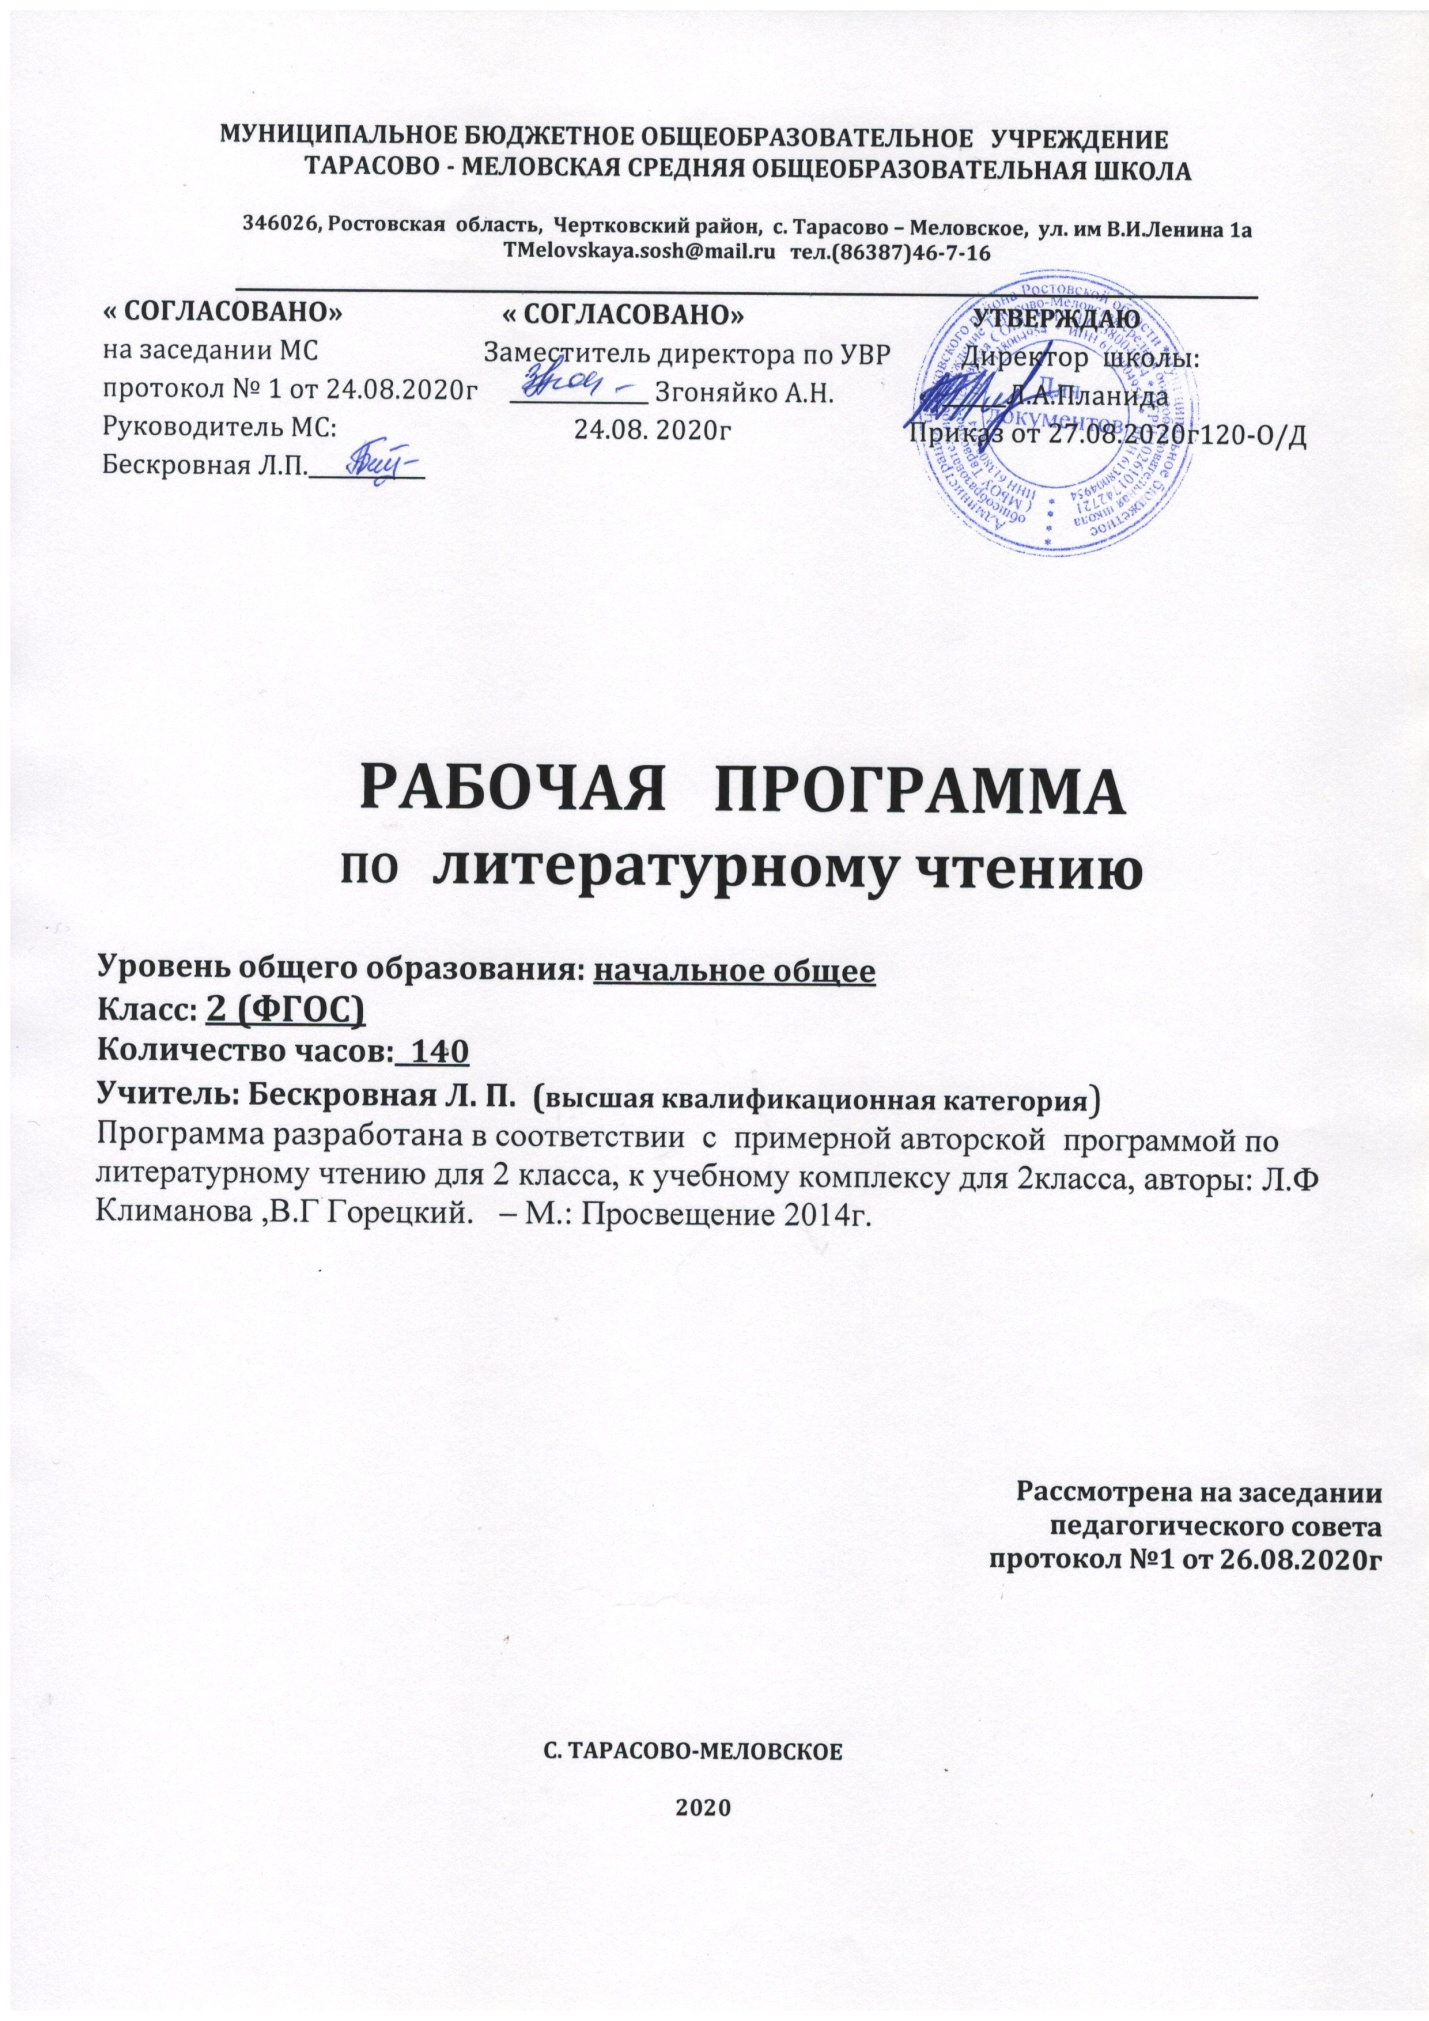 МУНИЦИПАЛЬНОЕ БЮДЖЕТНОЕ ОБЩЕОБРАЗОВАТЕЛЬНОЕ УЧРЕЖДЕНИЕ
ТАРАСОВО - МЕЛОВСКАЯ СРЕДНЯЯ ОБЩЕОБРАЗОВАТЕЛЬНАЯ ШКОЛА
346026, Ростовская область, Чертковский район, с. Тарасово – Меловское, ул. им В.И.Ленина 1а
TMelovskaya.sosh@mail.ru тел.(86387)46-7-16
« СОГЛАСОВАНО»
на заседании МС
протокол № 1 от 24.08.2020г
Руководитель МС:
Бескровная Л.П.
« СОГЛАСОВАНО»
Заместитель директора по УВР
Згоняйко А.Н.
24.08. 2020г
УТВЕРЖДАЮ
Директор школы:
Л.А.Планида
Приказ от 27.08.2020г120-О/Д
Для
документов
РАБОЧАЯ ПРОГРАММА
ПО литературному чтению
Уровень общего образования: начальное общее
Класс: 2 (ФГОС)
Количество часов: 140
Учитель: Бескровная Л. П. (высшая квалификационная категория)
Программа разработана в соответствии с примерной авторской программой по
литературному чтению для 2 класса, к учебному комплексу для 2класса, авторы: Л.Ф
Климанова ,В.Г Горецкий. – М.: Просвещение 2014г.
Рассмотрена на заседании
педагогического совета
протокол №1 от 26.08.2020г
С. ТАРАСОВО-МЕЛОВСКОЕ
2020